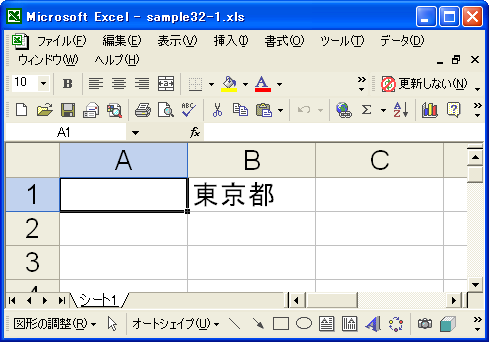 Microsoft Excel - sample32-1.xls
ファイル(F) 編集(E) 表示(V) 挿入(I) 書式(O) ツール(T) データ(D)
ウィンドウ(W) ヘルプ(H)
10 B A 更新しない(N)
ABC Σ A Z ?
A1 fx
A B C
1 東京都
2
3
4
シート1
図形の調整(R) オートシェイプ(U) A A